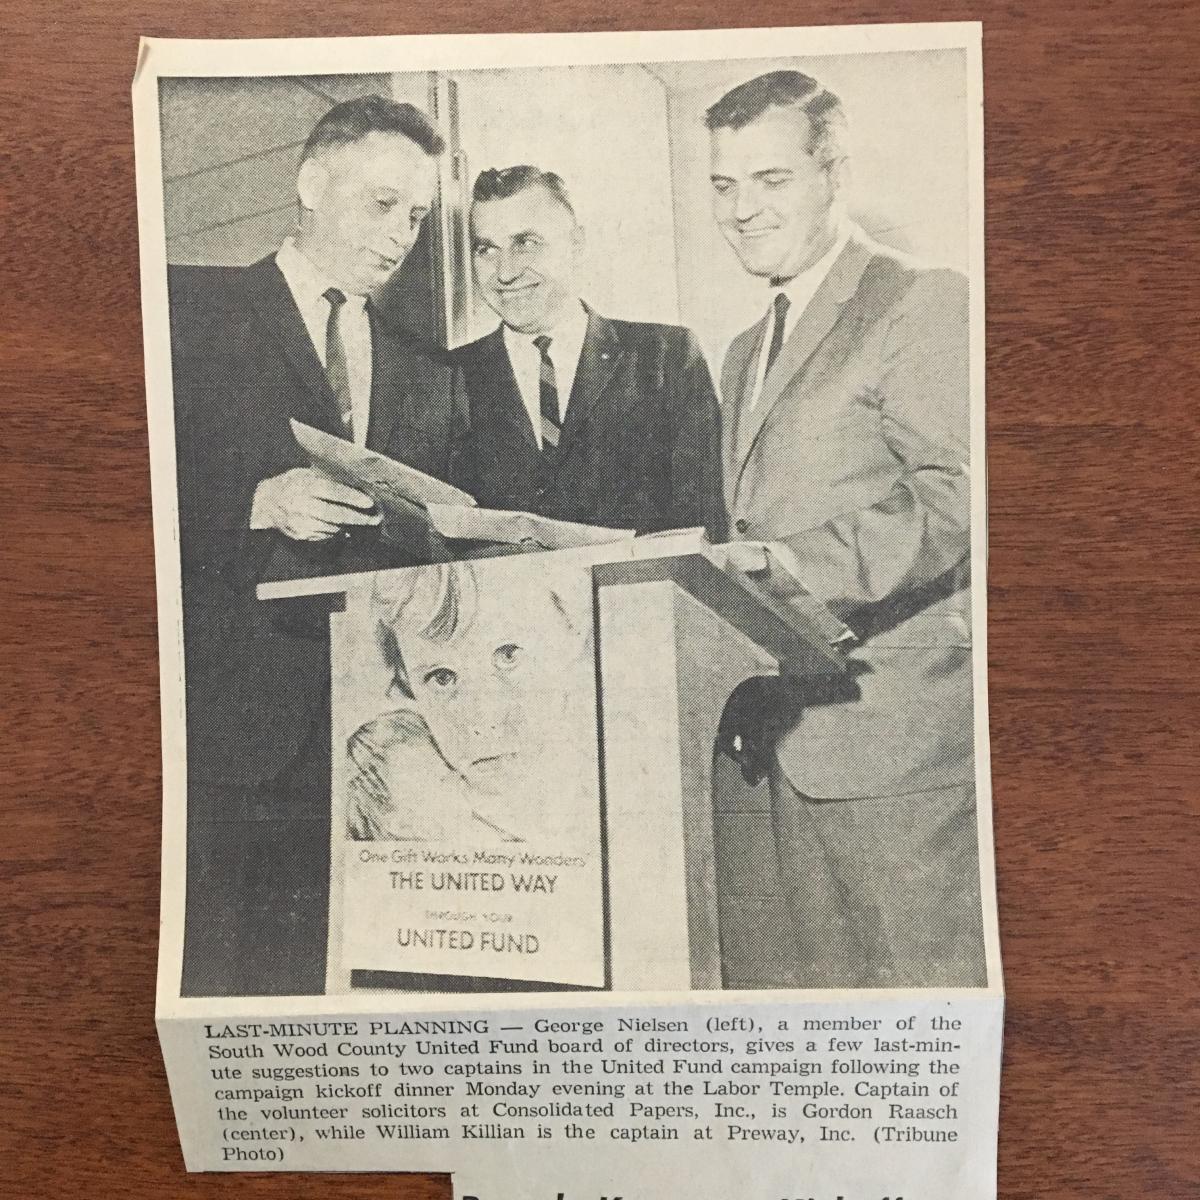 One Gift Works Many Wonders
THE UNITED WAY
THROUGH YOUR
UNITED FUND
LAST-MINUTE PLANNING — George Nielsen (left), a member of the
South Wood County United Fund board of directors, gives a few last-min-
ute suggestions to two captains in the United Fund campaign following the
campaign kickoff dinner Monday evening at the Labor Temple. Captain of
the volunteer solicitors at Consolidated Papers, Inc., is Gordon Raasch
(center), while William Killian is the captain at Preway, Inc. (Tribune
Photo)